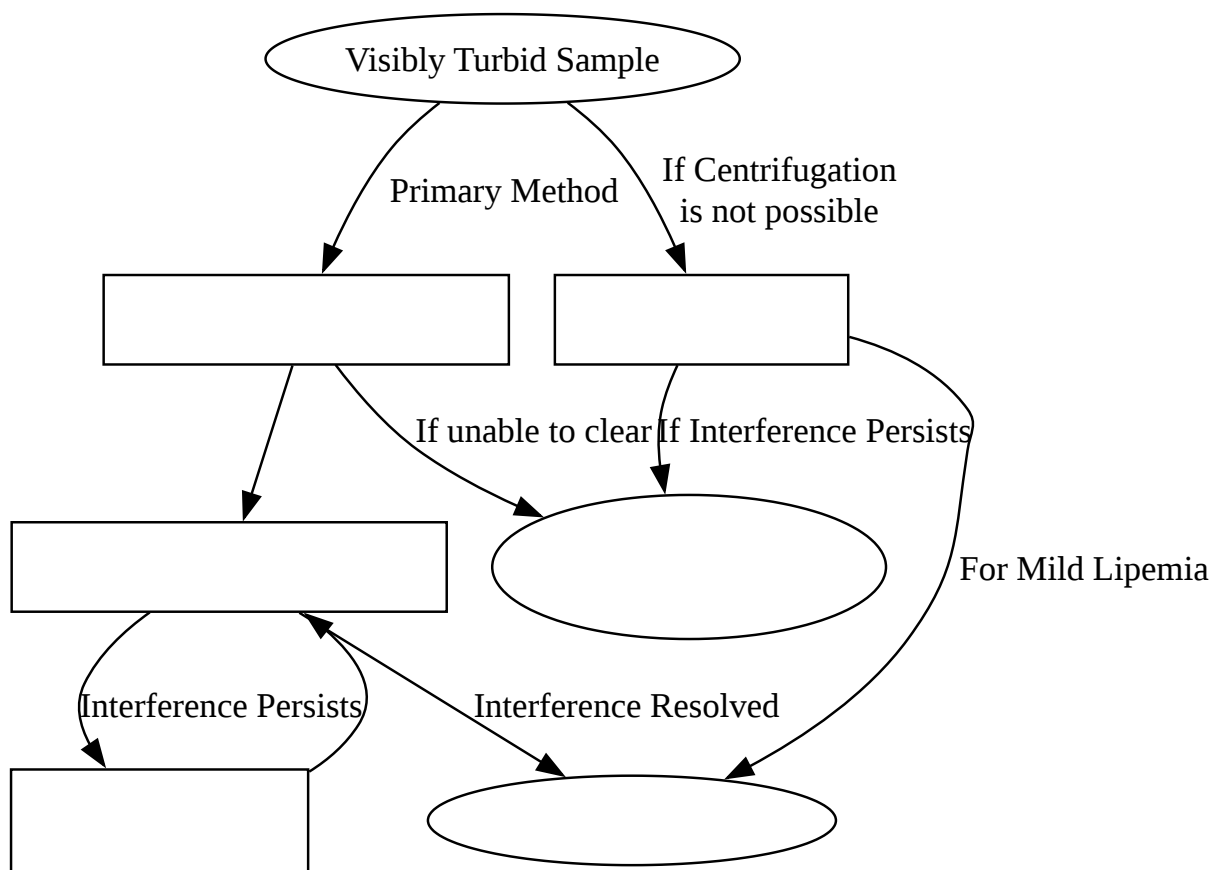 Visibly Turbid Sample
Primary Method
If Centrifugation
is not possible
If unable to clear
If Interference Persists
For Mild Lipemia
Interference Persists
Interference Resolved